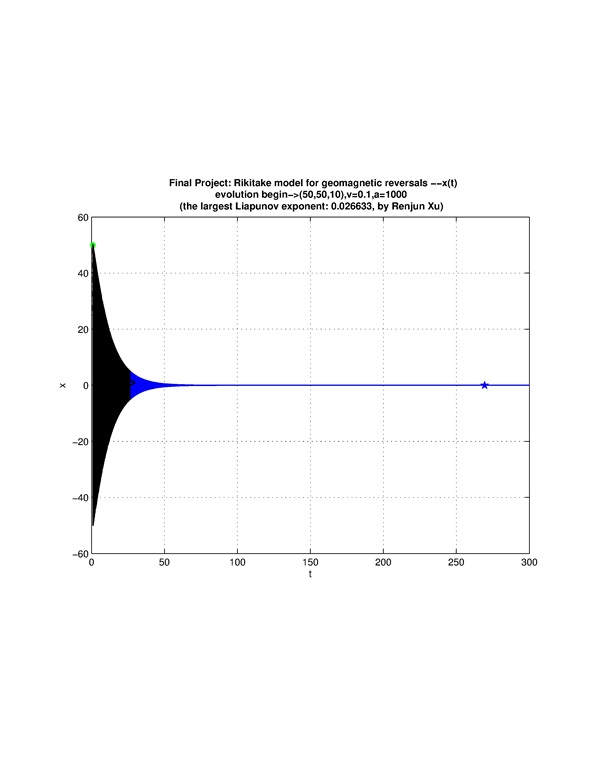 Final Project: Rikitake model for geomagnetic reversals −−x(t)
evolution begin−>(50,50,10),v=0.1,a=1000
(the largest Liapunov exponent: 0.026633, by Renjun Xu)
60
40
20
0
−20
−40
−60
x
0 50 100 150 200 250 300
t